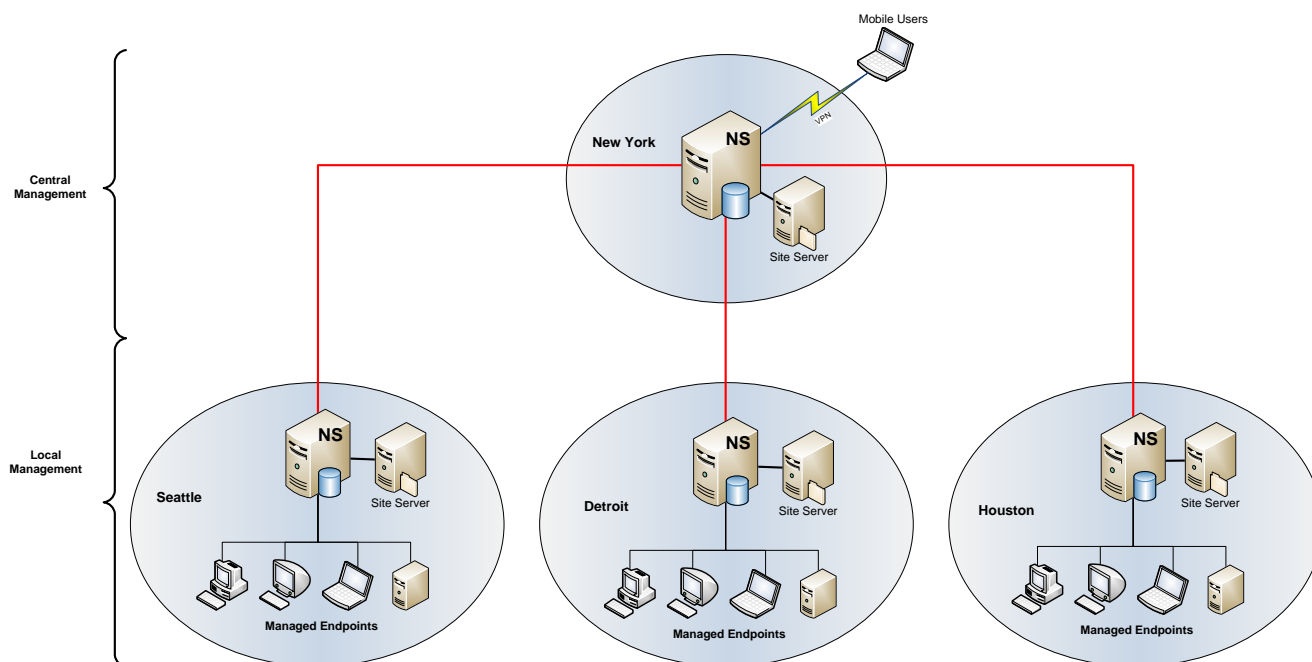 Mobile Users
VPN
New York
NS
Site Server
Central
Management
Local
Management
Seattle
NS
Site Server
Managed Endpoints
Detroit
NS
Site Server
Managed Endpoints
Houston
NS
Site Server
Managed Endpoints